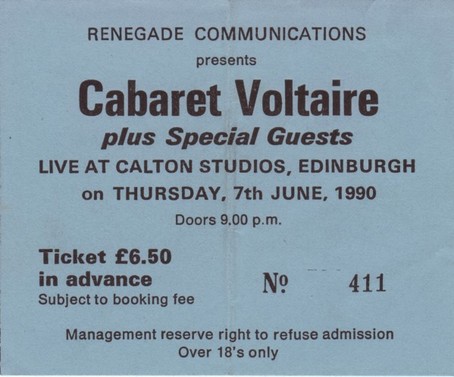 RENEGADE COMMUNICATIONS
presents
Cabaret Voltaire
plus Special Guests
LIVE AT CALTON STUDIOS, EDINBURGH
on THURSDAY, 7th JUNE, 1990
Doors 9.00 p.m.
Ticket £6.50
in advance
Subject to booking fee
Nº 411
Management reserve right to refuse admission
Over 18's only